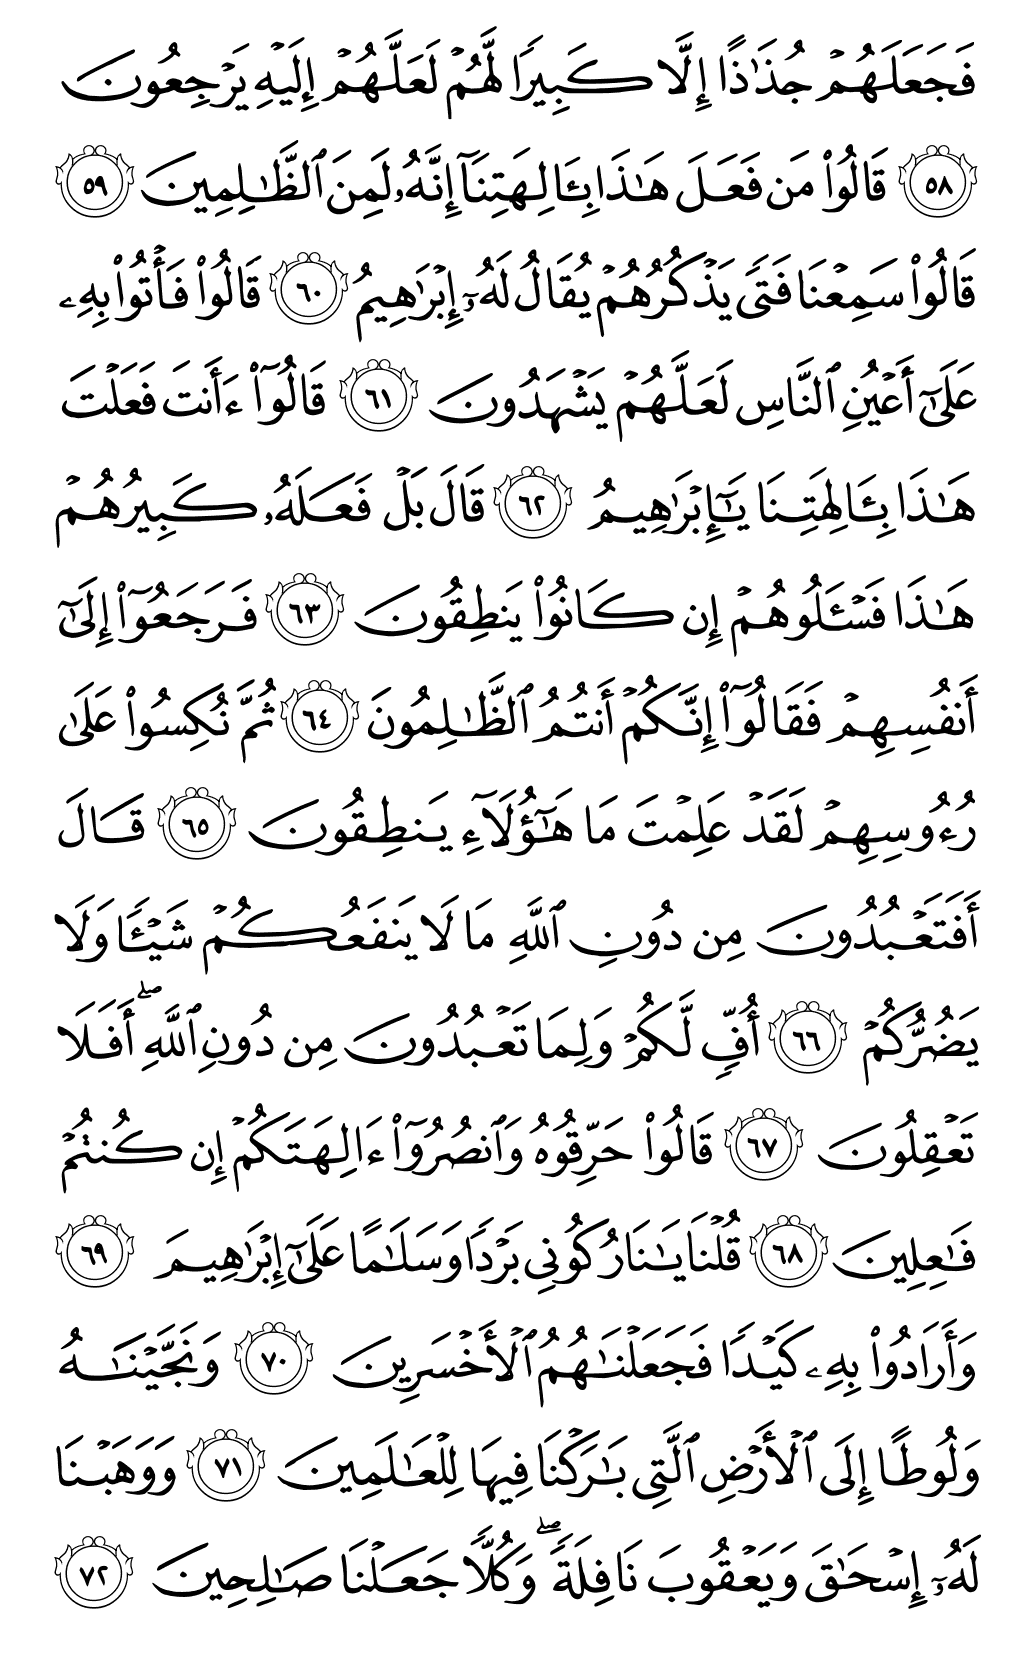 فَجَعَلَهُمۡ جُذَٰذًا إِلَّا كَبِيرٗا لَّهُمۡ لَعَلَّهُمۡ إِلَيۡهِ يَرۡجِعُونَ
٥٨ قَالُواْ مَن فَعَلَ هَٰذَا بِـَٔالِهَتِنَآ إِنَّهُۥ لَمِنَ ٱلظَّٰلِمِينَ ٥٩
قَالُواْ سَمِعۡنَا فَتٗى يَذۡكُرُهُمۡ يُقَالُ لَهُۥٓ إِبۡرَٰهِيمُ ٦٠ قَالُواْ فَأۡتُواْ بِهِۦ
عَلَىٰٓ أَعۡيُنِ ٱلنَّاسِ لَعَلَّهُمۡ يَشۡهَدُونَ ٦١ قَالُوٓاْ ءَأَنتَ فَعَلۡتَ
هَٰذَا بِـَٔالِهَتِنَا يَٰٓإِبۡرَٰهِيمُ ٦٢ قَالَ بَلۡ فَعَلَهُۥ كَبِيرُهُمۡ
هَٰذَا فَسۡـَٔلُوهُمۡ إِن كَانُواْ يَنطِقُونَ ٦٣ فَرَجَعُوٓاْ إِلَىٰٓ
أَنفُسِهِمۡ فَقَالُوٓاْ إِنَّكُمۡ أَنتُمُ ٱلظَّٰلِمُونَ ٦٤ ثُمَّ نُكِسُواْ عَلَىٰ
رُءُوسِهِمۡ لَقَدۡ عَلِمۡتَ مَا هَٰٓؤُلَآءِ يَنطِقُونَ ٦٥ قَالَ
أَفَتَعۡبُدُونَ مِن دُونِ ٱللَّهِ مَا لَا يَنفَعُكُمۡ شَيۡـٔٗا وَلَا
يَضُرُّكُمۡ ٦٦ أُفّٖ لَّكُمۡ وَلِمَا تَعۡبُدُونَ مِن دُونِ ٱللَّهِۖ أَفَلَا
تَعۡقِلُونَ ٦٧ قَالُواْ حَرِّقُوهُ وَٱنصُرُوٓاْ ءَالِهَتَكُمۡ إِن كُنتُمۡ
فَٰعِلِينَ ٦٨ قُلۡنَا يَٰنَارُ كُونِي بَرۡدٗا وَسَلَٰمًا عَلَىٰٓ إِبۡرَٰهِيمَ ٦٩
وَأَرَادُواْ بِهِۦ كَيۡدٗا فَجَعَلۡنَٰهُمُ ٱلۡأَخۡسَرِينَ ٧٠ وَنَجَّيۡنَٰهُ
وَلُوطًا إِلَى ٱلۡأَرۡضِ ٱلَّتِي بَٰرَكۡنَا فِيهَا لِلۡعَٰلَمِينَ ٧١ وَوَهَبۡنَا
لَهُۥٓ إِسۡحَٰقَ وَيَعۡقُوبَ نَافِلَةٗۖ وَكُلّٗا جَعَلۡنَا صَٰلِحِينَ ٧٢